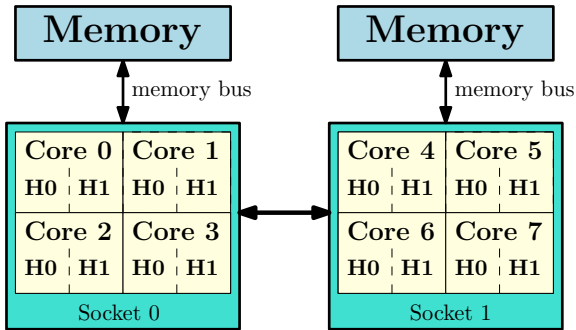 Memory Memory
memory bus memory bus
Core 0 Core 1 Core 4 Core 5
H0 H1 H0 H1 H0 H1 H0 H1
Core 2 Core 3 Core 6 Core 7
H0 H1 H0 H1 H0 H1 H0 H1
Socket 0 Socket 1